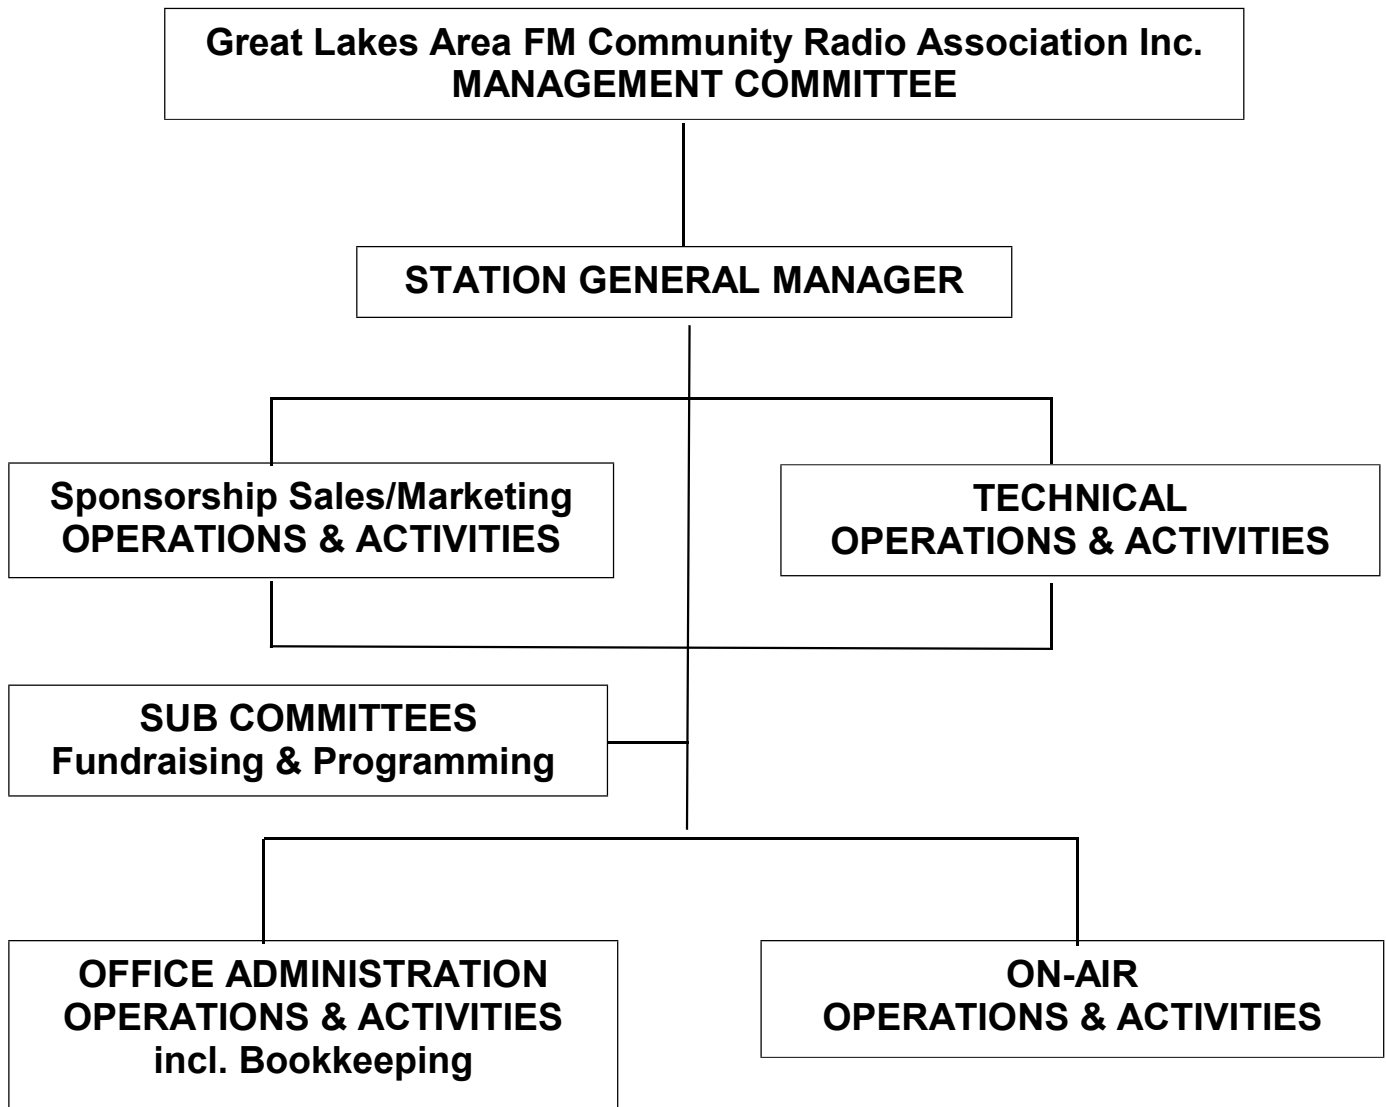 Great Lakes Area FM Community Radio Association Inc.
MANAGEMENT COMMITTEE
STATION GENERAL MANAGER
Sponsorship Sales/Marketing
OPERATIONS & ACTIVITIES
TECHNICAL
OPERATIONS & ACTIVITIES
SUB COMMITTEES
Fundraising & Programming
OFFICE ADMINISTRATION
OPERATIONS & ACTIVITIES
incl. Bookkeeping
ON-AIR
OPERATIONS & ACTIVITIES